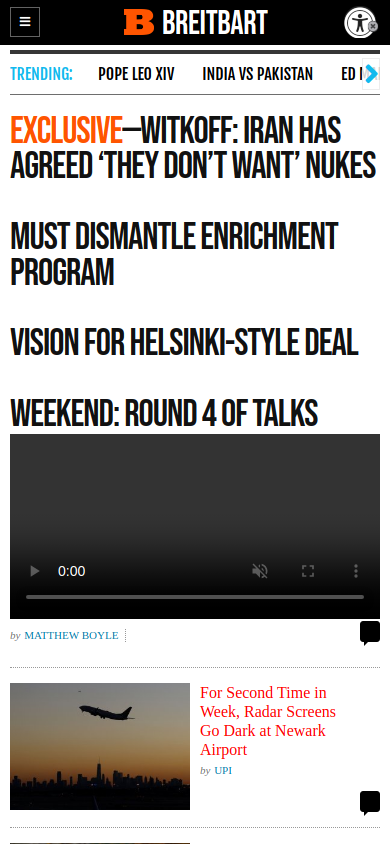 BREITBART
TRENDING: POPE LEO XIV INDIA VS PAKISTAN ED
EXCLUSIVE—WITKOFF: IRAN HAS
AGREED ‘THEY DON’T WANT’ NUKES
MUST DISMANTLE ENRICHMENT
PROGRAM
VISION FOR HELSINKI-STYLE DEAL
WEEKEND: ROUND 4 OF TALKS
0:00
by MATTHEW BOYLE
For Second Time in
Week, Radar Screens
Go Dark at Newark
Airport
by UPI